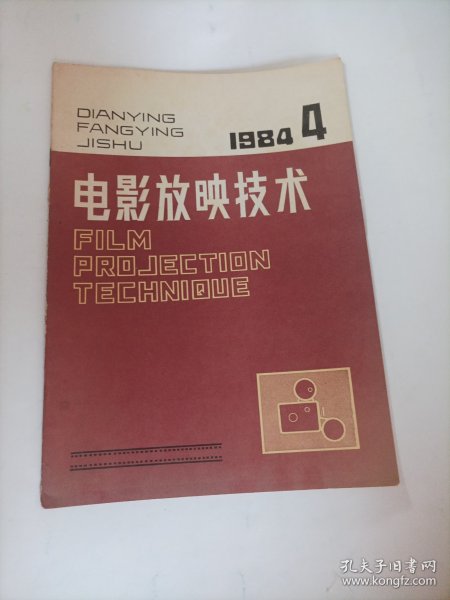 DIANYING
FANGYING
JISHU
1984 4
电影放映技术
FILM
PROJECTION
TECHNIQUE
孔夫子旧书网
www.kongfz.com